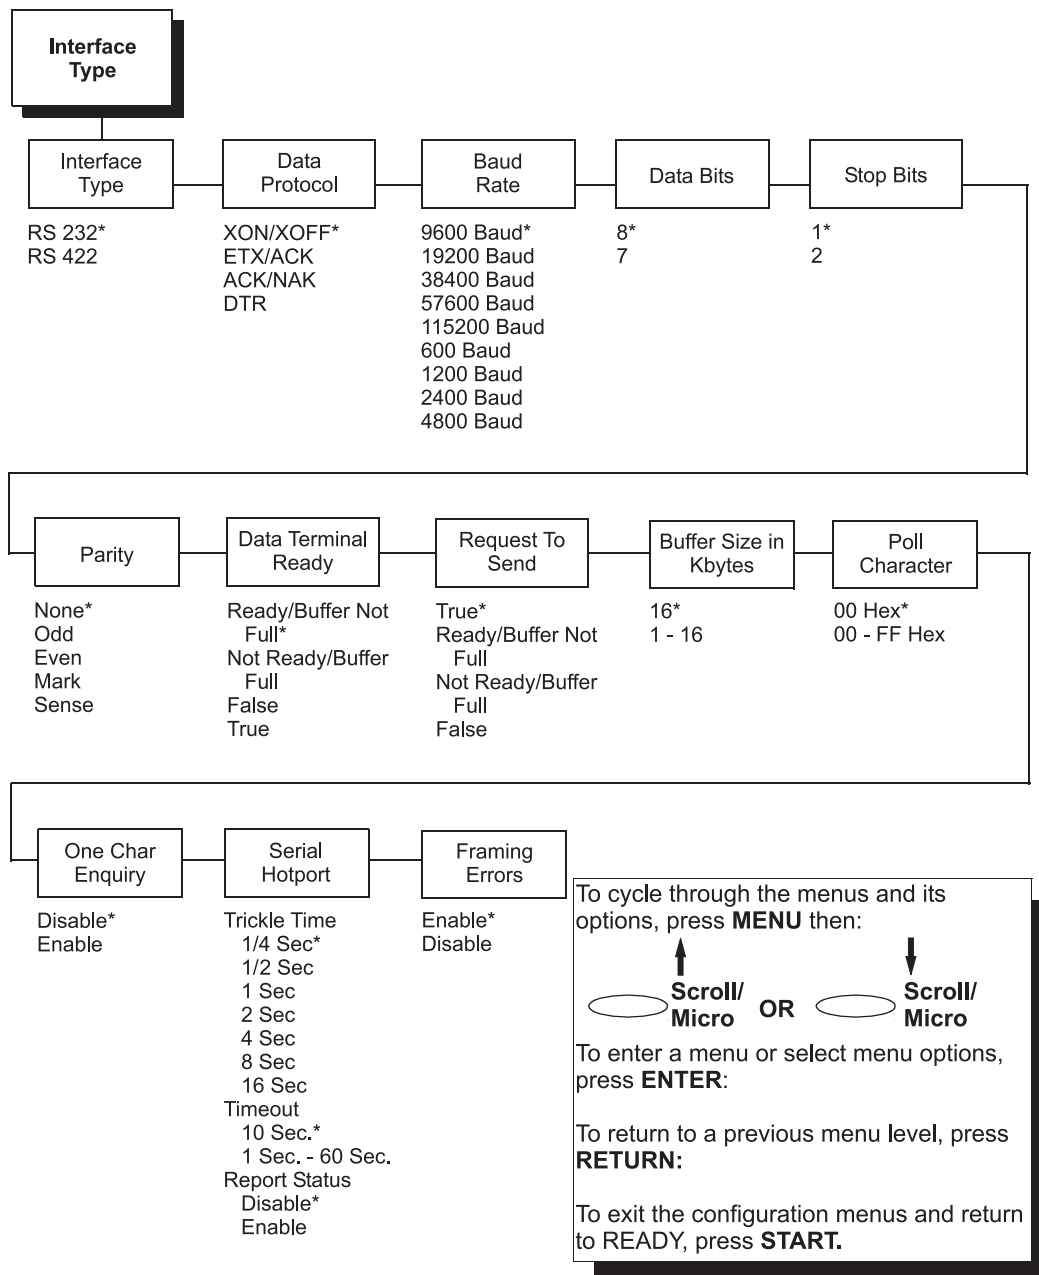 Interface
Type
Interface
Type
RS 232*
RS 422
Data
Protocol
XON/XOFF*
ETX/ACK
ACK/NAK
DTR
Baud
Rate
9600 Baud*
19200 Baud
38400 Baud
57600 Baud
115200 Baud
600 Baud
1200 Baud
2400 Baud
4800 Baud
Data Bits
8*
7
Stop Bits
1*
2
Parity
None*
Odd
Even
Mark
Sense
Data Terminal
Ready
Ready/Buffer Not
Full*
Not Ready/Buffer
Full
False
True
Request To
Send
True*
Ready/Buffer Not
Full
Not Ready/Buffer
Full
False
Buffer Size in
Kbytes
16*
1 - 16
Poll
Character
00 Hex*
00 - FF Hex
One Char
Enquiry
Disable*
Enable
Serial
Hotport
Trickle Time
1/4 Sec*
1/2 Sec
1 Sec
2 Sec
4 Sec
8 Sec
16 Sec
Timeout
10 Sec.*
1 Sec. - 60 Sec.
Report Status
Disable*
Enable
Framing
Errors
Enable*
Disable
To cycle through the menus and its
options, press MENU then:
Scroll/
Micro
OR
Scroll/
Micro
To enter a menu or select menu options,
press ENTER:
To return to a previous menu level, press
RETURN:
To exit the configuration menus and return
to READY, press START.